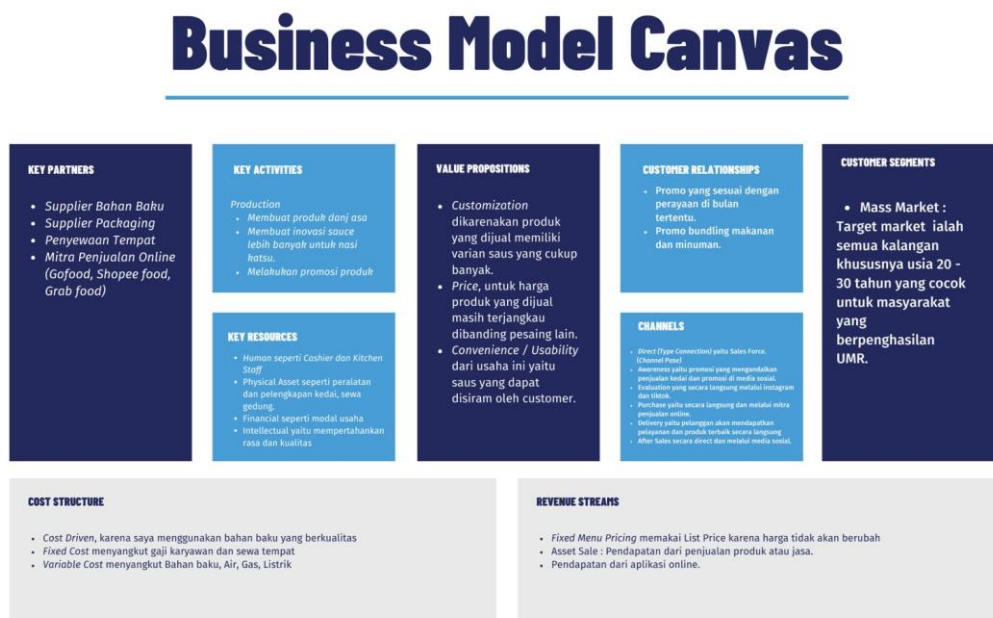 Business Model Canvas
KEY PARTNERS
• Supplier Bahan Baku
• Supplier Packaging
• Penyewaan Tempat
• Mitra Penjualan Online
(Gofood, Shopee food,
Grab food)
KEY ACTIVITIES
Production
• Membuat produk danj asa
• Membuat inovasi sauce
lebih banyak untuk nasi
katsu.
• Melakukan promosi produk
KEY RESOURCES
• Human seperti Cashier dan Kitchen
Staff
• Physical Asset seperti peralatan
dan pelengkapan kedai, sewa
gedung.
• Financial seperti modal usaha
• Intellectual yaitu mempertahankan
rasa dan kualitas
VALUE PROPOSITIONS
• Customization
dikarenakan produk
yang dijual memiliki
varian saus yang cukup
banyak.
• Price, untuk harga
produk yang dijual
masih terjangkau
dibanding pesaing lain.
• Convenience / Usability
dari usaha ini yaitu
saus yang dapat
disiram oleh customer.
CUSTOMER RELATIONSHIPS
• Promo yang sesuai dengan
perayaan di bulan
tertentu.
• Promo bundling makanan
dan minuman.
CHANNELS
• Direct (Type Connection) yaitu Sales Force.
(Channel Pase)
• Awareness yaitu promosi yang mengandalkan
penjualan kedai dan promosi di media sosial.
• Evaluation yang secara langsung melalui instagram
dan tiktok.
• Purchase yaitu secara langsung dan melalui mitra
penjualan online.
• Delivery yaitu pelanggan akan mendapatkan
pelayanan dan produk terbaik secara langsung
• After Sales secara direct dan melalui media sosial.
CUSTOMER SEGMENTS
• Mass Market :
Target market ialah
semua kalangan
khususnya usia 20 -
30 tahun yang cocok
untuk masyarakat
yang
berpenghasilan
UMR.
COST STRUCTURE
• Cost Driven, karena saya menggunakan bahan baku yang berkualitas
• Fixed Cost menyangkut gaji karyawan dan sewa tempat
• Variable Cost menyangkut Bahan baku, Air, Gas, Listrik
REVENUE STREAMS
• Fixed Menu Pricing memakai List Price karena harga tidak akan berubah
• Asset Sale : Pendapatan dari penjualan produk atau jasa.
• Pendapatan dari aplikasi online.